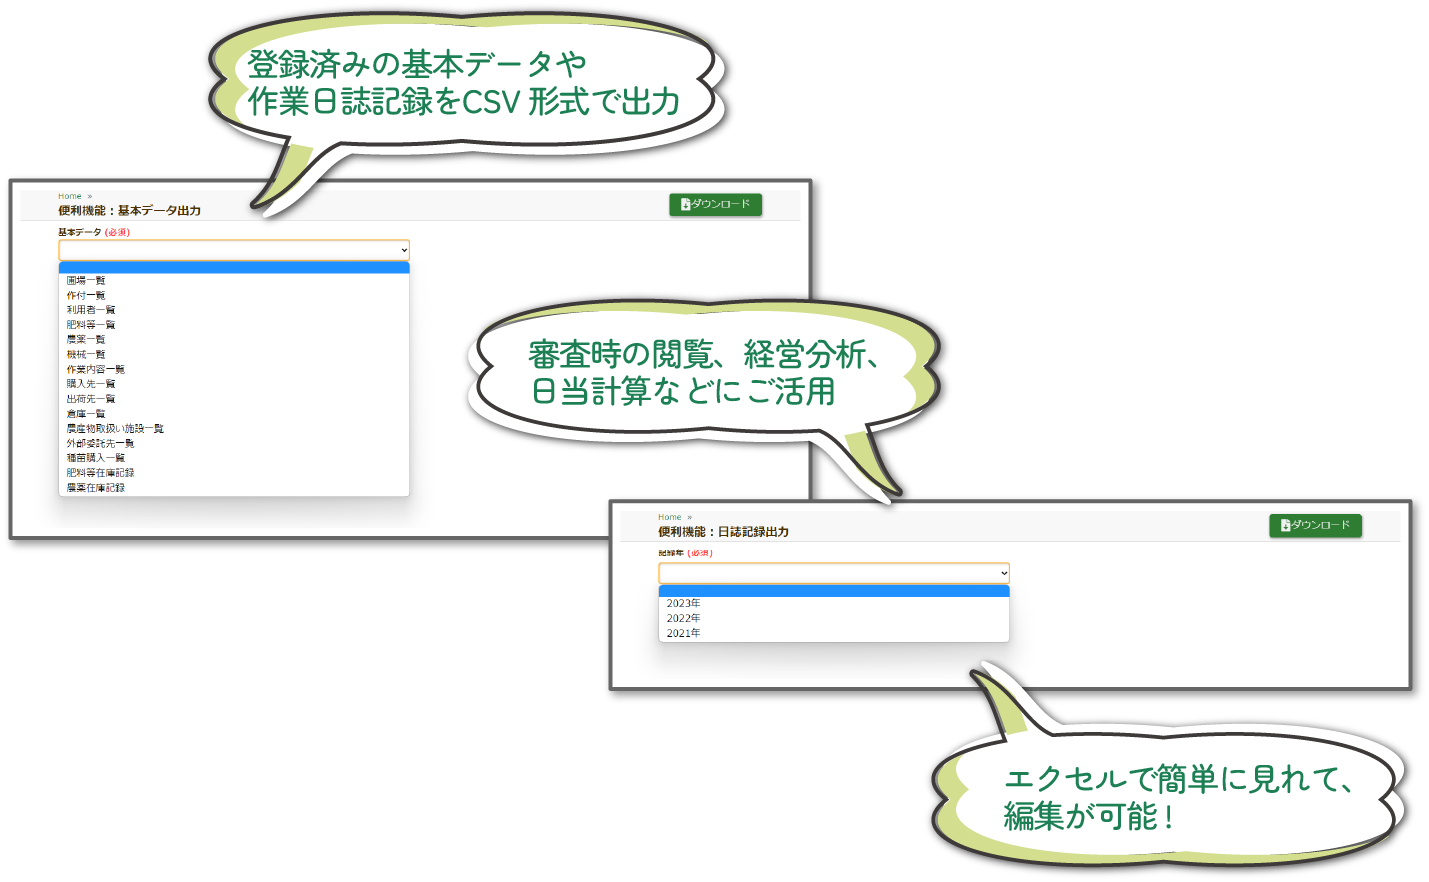 登録済みの基本データや
作業日誌記録をCSV 形式で出力
Home »
便利機能：基本データ出力
ダウンロード
基本データ (必須)
圃場一覧
作付一覧
利用者一覧
肥料等一覧
農薬一覧
機械一覧
作業内容一覧
購入先一覧
出荷先一覧
倉庫一覧
農産物取扱い施設一覧
外部委託先一覧
種苗購入一覧
肥料等在庫記録
農薬在庫記録
審査時の閲覧、経営分析、
日当計算などにご活用
Home »
便利機能：日誌記録出力
ダウンロード
記録年 (必須)
2023年
2022年
2021年
エクセルで簡単に見れて、
編集が可能！